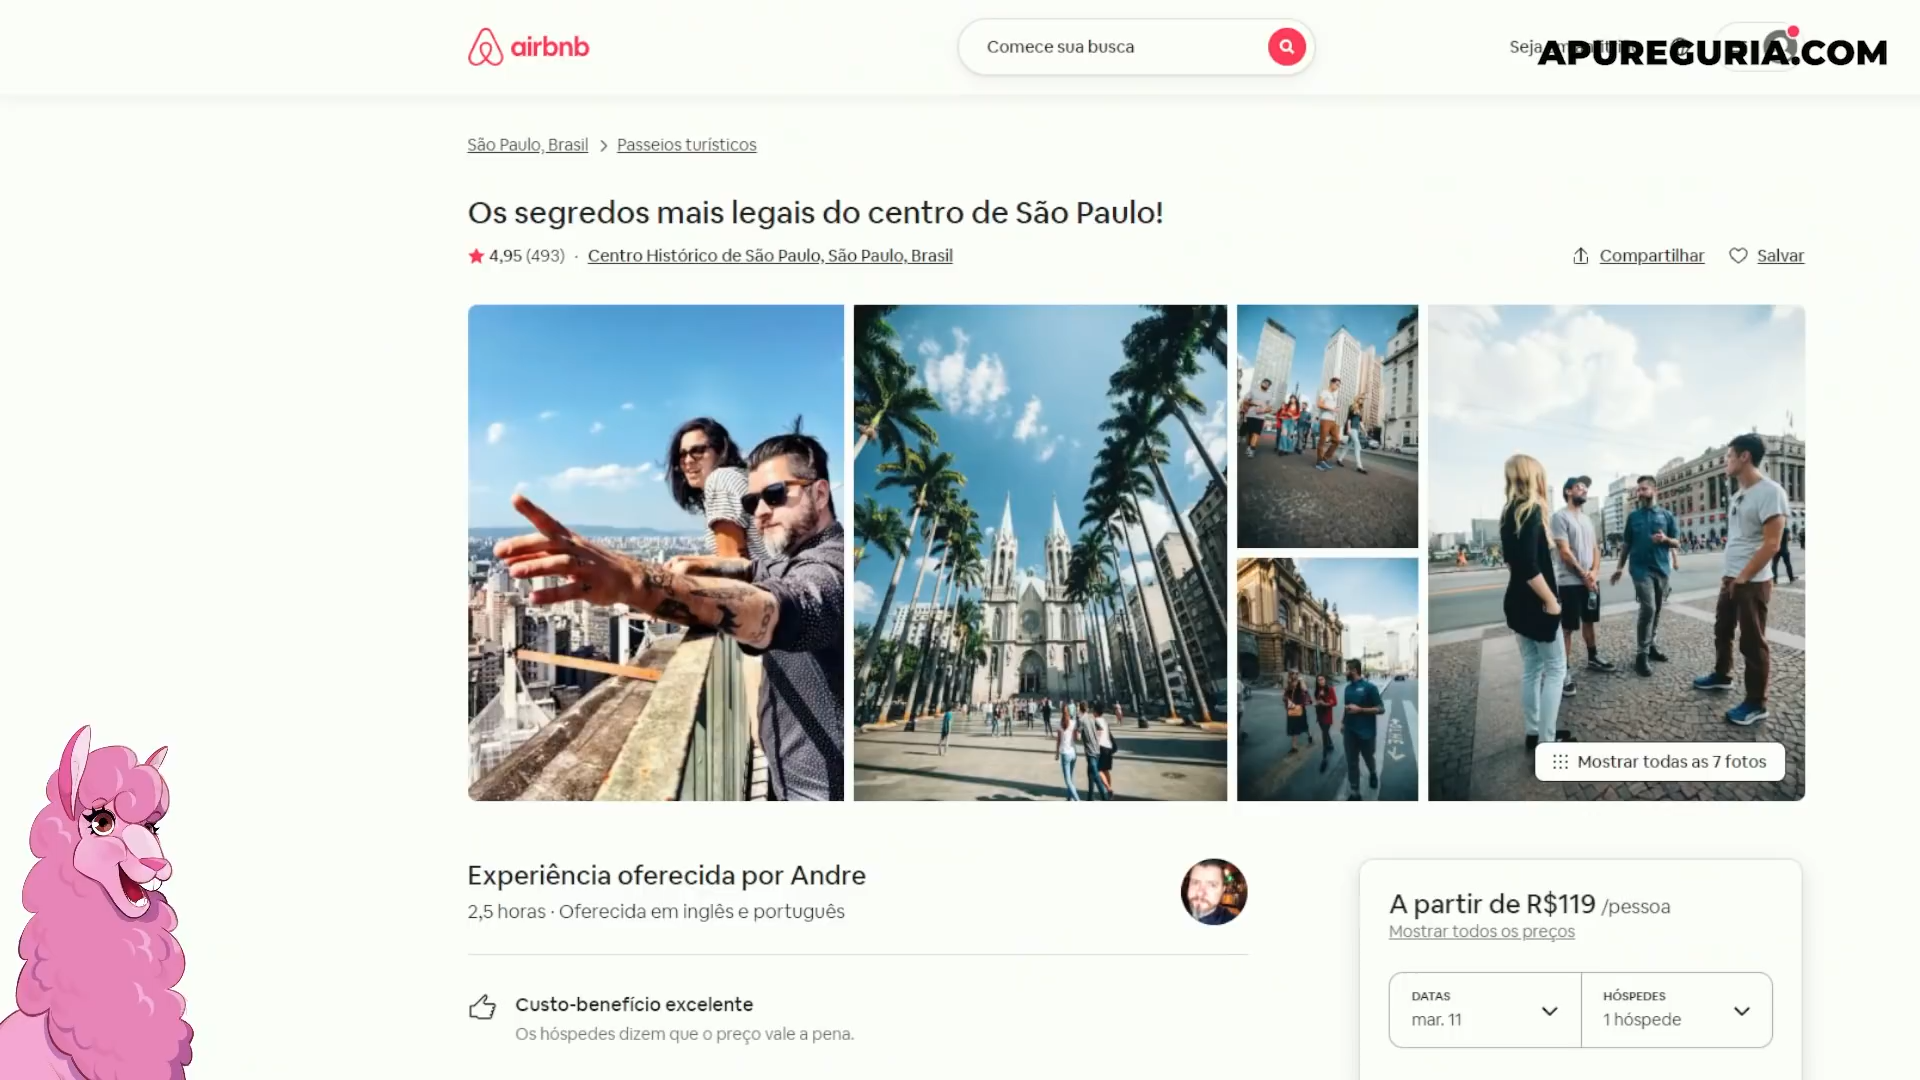 airbnb
Comece sua busca
Seja
APUREGURIA.COM
São Paulo, Brasil > Passeios turísticos
Os segredos mais legais do centro de São Paulo!
4,95 (493) · Centro Histórico de São Paulo, São Paulo, Brasil
Compartilhar
Salvar
Mostrar todas as 7 fotos
Experiência oferecida por Andre
2,5 horas · Oferecida em inglês e português
Custo-benefício excelente
Os hóspedes dizem que o preço vale a pena.
A partir de R$119 /pessoa
Mostrar todos os preços
DATAS
mar. 11
HÓSPEDES
1 hóspede